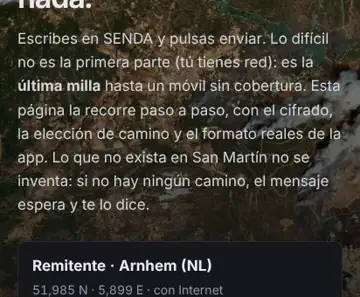 nada.
Escribes en SENDA y pulsas enviar. Lo difícil
no es la primera parte (tú tienes red): es la
última milla hasta un móvil sin cobertura. Esta
página la recorre paso a paso, con el cifrado,
la elección de camino y el formato reales de la
app. Lo que no exista en San Martín no se
inventa: si no hay ningún camino, el mensaje
espera y te lo dice.
Remitente · Arnhem (NL)
51,985 N · 5,899 E · con Internet